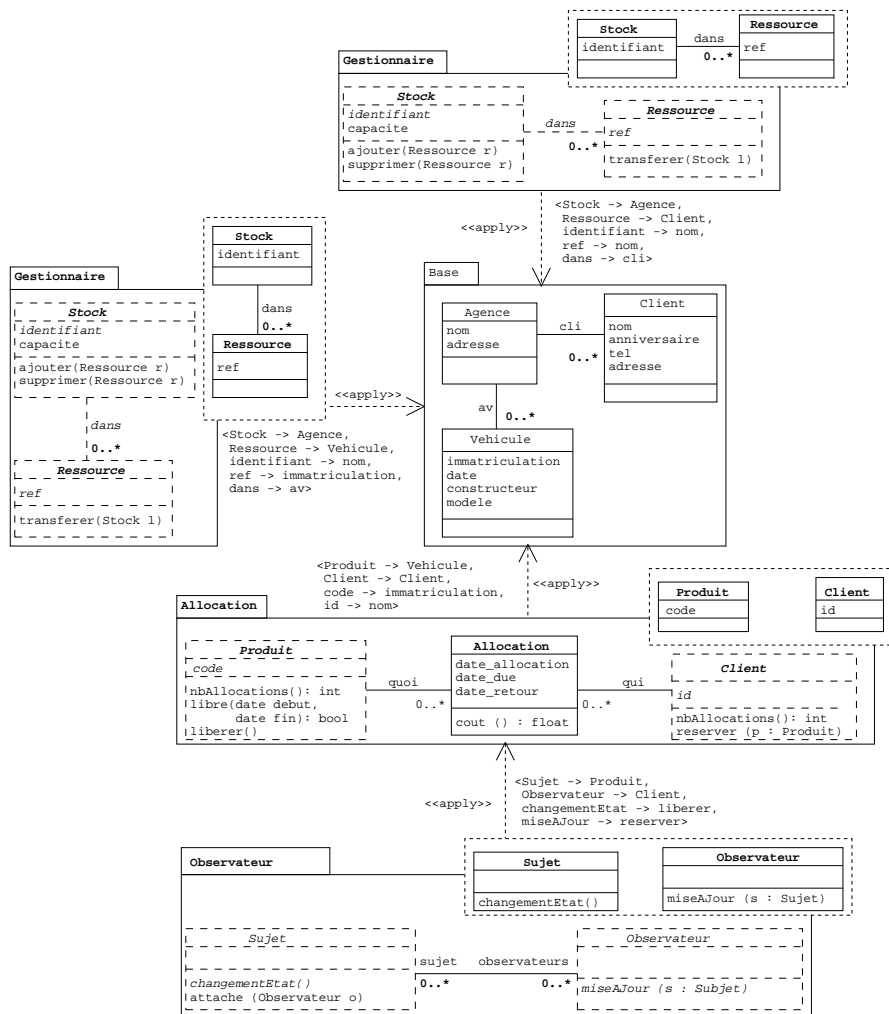 Stock
identifiant
dans
0..*
Ressource
ref
Gestionnaire
Stock
identifiant
capacite
ajouter(Ressource r)
supprimer(Ressource r)
dans
0..*
Ressource
ref
transferer(Stock l)
<<apply>>
<Stock -> Agence,
Ressource -> Client,
identifiant -> nom,
ref -> nom,
dans -> cli>
Stock
identifiant
dans
0..*
Ressource
ref
Gestionnaire
Stock
identifiant
capacite
ajouter(Ressource r)
supprimer(Ressource r)
dans
0..*
Ressource
ref
transferer(Stock l)
<<apply>>
<Stock -> Agence,
Ressource -> Vehicule,
identifiant -> nom,
ref -> immatriculation,
dans -> av>
Base
Agence
nom
adresse
cli
0..*
Client
nom
anniversaire
tel
adresse
av
0..*
Vehicule
immatriculation
date
constructeur
modele
<Produit -> Vehicule,
Client -> Client,
code -> immatriculation,
id -> nom>
<<apply>>
Produit
code
Client
id
Allocation
Produit
code
nbAllocations(): int
libre(date debut,
date fin): bool
liberer()
quoi
0..*
Allocation
date_allocation
date_due
date_retour
cout () : float
qui
0..*
Client
id
nbAllocations(): int
reserver (p : Produit)
<<apply>>
<Sujet -> Produit,
Observateur -> Client,
changementEtat -> liberer,
miseAJour -> reserver>
Observateur
Sujet
changementEtat()
Observateur
miseAJour (s : Sujet)
Sujet
changementEtat()
attache (Observateur o)
sujet
0..*
observateurs
0..*
Observateur
miseAJour (s : Subjet)